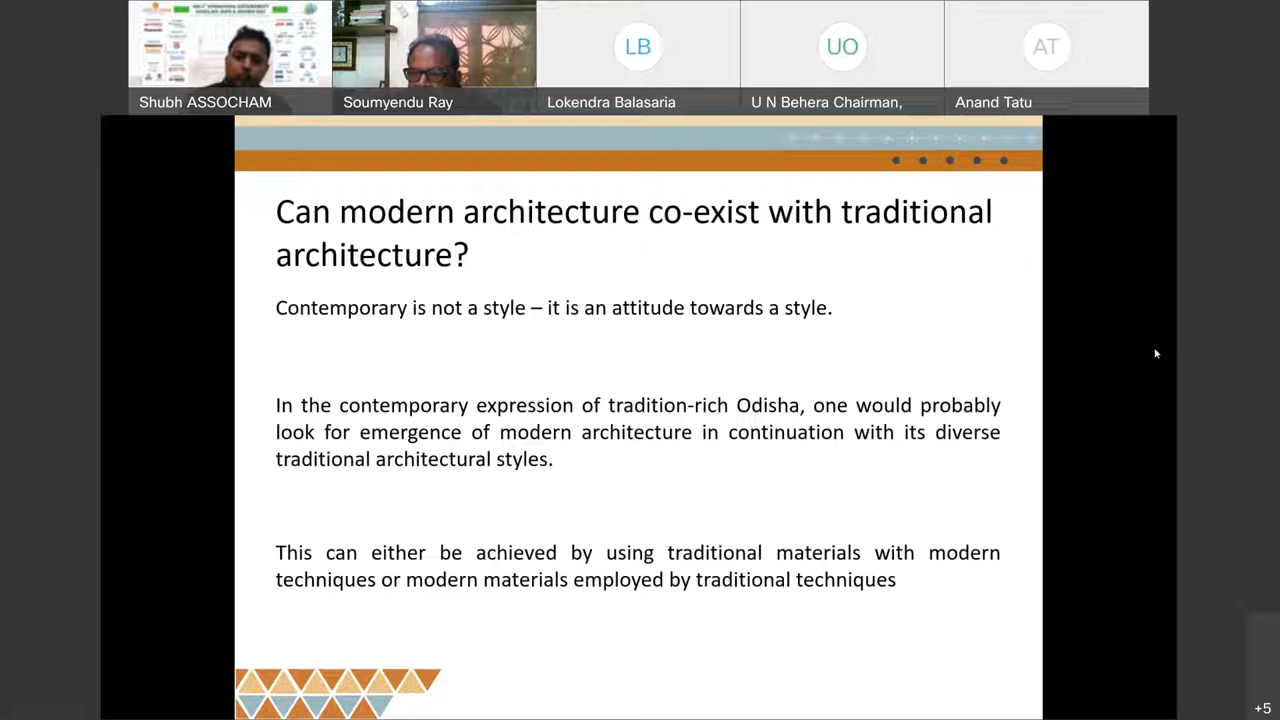 LB
UO
AT
Shubh ASSOCHAM
Soumyendu Ray
Lokendra Balasaria
U N Behera Chairman,
Anand Tatu
Can modern architecture co-exist with traditional
architecture?
Contemporary is not a style – it is an attitude towards a style.
In the contemporary expression of tradition-rich Odisha, one would probably
look for emergence of modern architecture in continuation with its diverse
traditional architectural styles.
This can either be achieved by using traditional materials with modern
techniques or modern materials employed by traditional techniques
+5